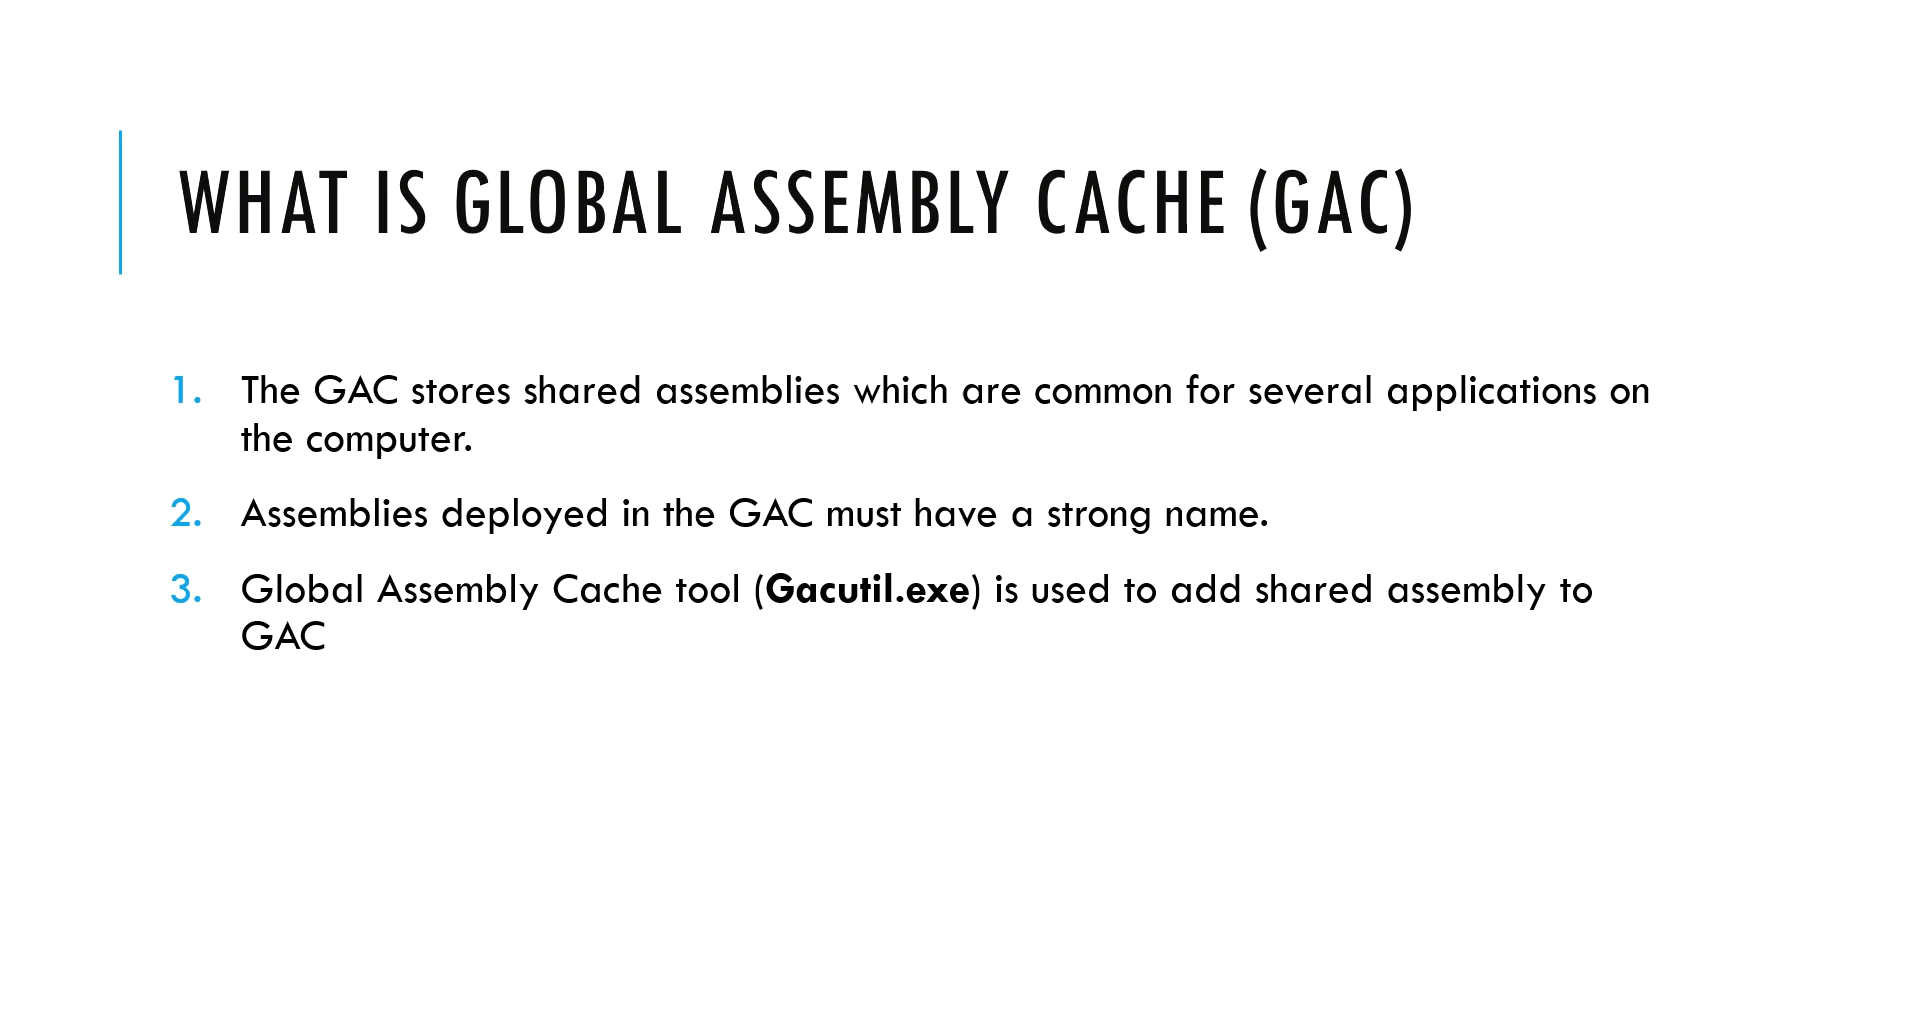 WHAT IS GLOBAL ASSEMBLY CACHE (GAC)
1. The GAC stores shared assemblies which are common for several applications on
the computer.
2. Assemblies deployed in the GAC must have a strong name.
3. Global Assembly Cache tool (Gacutil.exe) is used to add shared assembly to
GAC